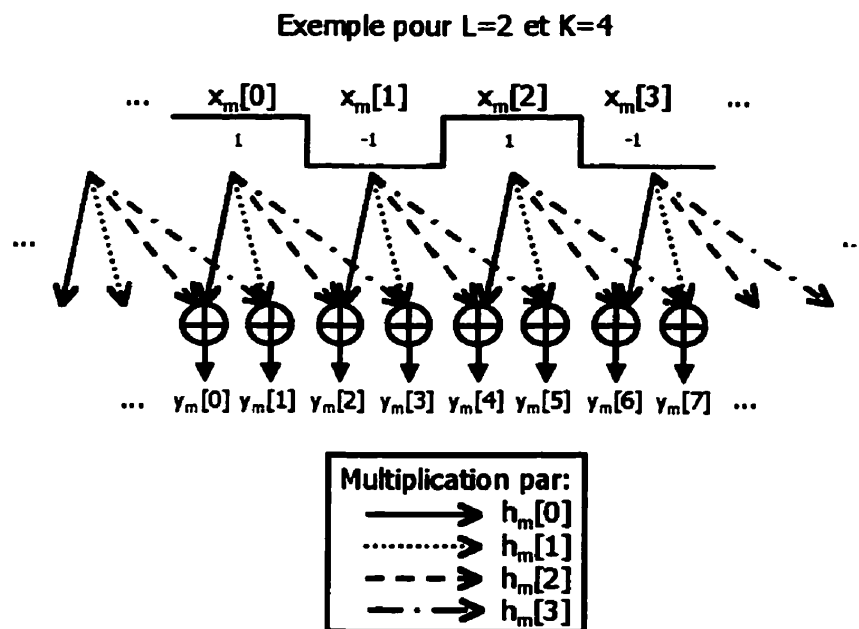 Exemple pour L=2 et K=4
... x_m[0] x_m[1] x_m[2] x_m[3] ...
1 -1 1 -1
... ..
... y_m[0] y_m[1] y_m[2] y_m[3] y_m[4] y_m[5] y_m[6] y_m[7] ...
Multiplication par:
h_m[0]
h_m[1]
h_m[2]
h_m[3]